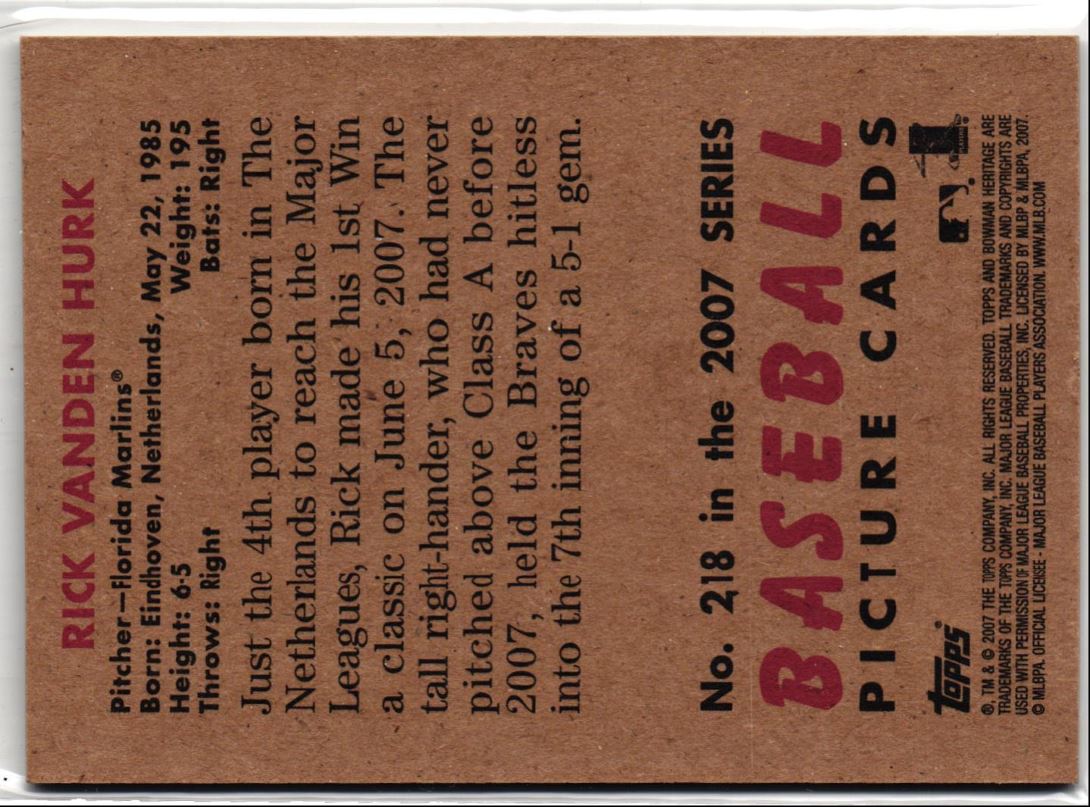 RICK VANDEN HURK
Pitcher—Florida Marlins®
Born: Eindhoven, Netherlands, May 22, 1985
Height: 6-5 Weight: 195
Throws: Right Bats: Right
Just the 4th player born in The
Netherlands to reach the Major
Leagues, Rick made his 1st Win
a classic on June 5, 2007. The
tall right-hander, who had never
pitched above Class A before
2007, held the Braves hitless
into the 7th inning of a 5-1 gem.
No. 218 in the 2007 SERIES
BASEBALL
PICTURE CARDS
topps®
®, TM & © 2007 THE TOPPS COMPANY, INC. ALL RIGHTS RESERVED. TOPPS AND BOWMAN HERITAGE ARE
TRADEMARKS OF THE TOPPS COMPANY, INC. MAJOR LEAGUE BASEBALL TRADEMARKS AND COPYRIGHTS ARE
USED WITH PERMISSION OF MAJOR LEAGUE BASEBALL PROPERTIES, INC. LICENSED BY MLBP & MLBPA, 2007.
© MLBPA. OFFICIAL LICENSEE - MAJOR LEAGUE BASEBALL PLAYERS ASSOCIATION. WWW.MLB.COM